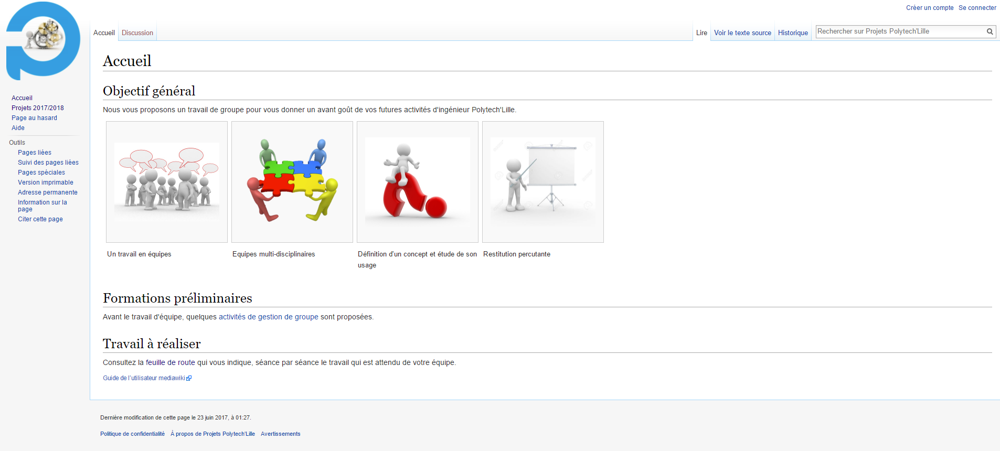 Créer un compte Se connecter
Accueil Discussion Lire Voir le texte source Historique Rechercher sur Projets Polytech'Lille
Accueil
Projets 2017/2018
Page au hasard
Aide
Outils
Pages liées
Suivi des pages liées
Pages spéciales
Version imprimable
Adresse permanente
Information sur la
page
Citer cette page
Accueil
Objectif général
Nous vous proposons un travail de groupe pour vous donner un avant goût de vos futures activités d'ingénieur Polytech'Lille.
Un travail en équipes
Equipes multi-disciplinaires
Définition d'un concept et étude de son
usage
Restitution percutante
Formations préliminaires
Avant le travail d'équipe, quelques activités de gestion de groupe sont proposées.
Travail à réaliser
Consultez la feuille de route qui vous indique, séance par séance le travail qui est attendu de votre équipe.
Guide de l’utilisateur mediawiki
Dernière modification de cette page le 23 juin 2017, à 01:27.
Politique de confidentialité À propos de Projets Polytech'Lille Avertissements